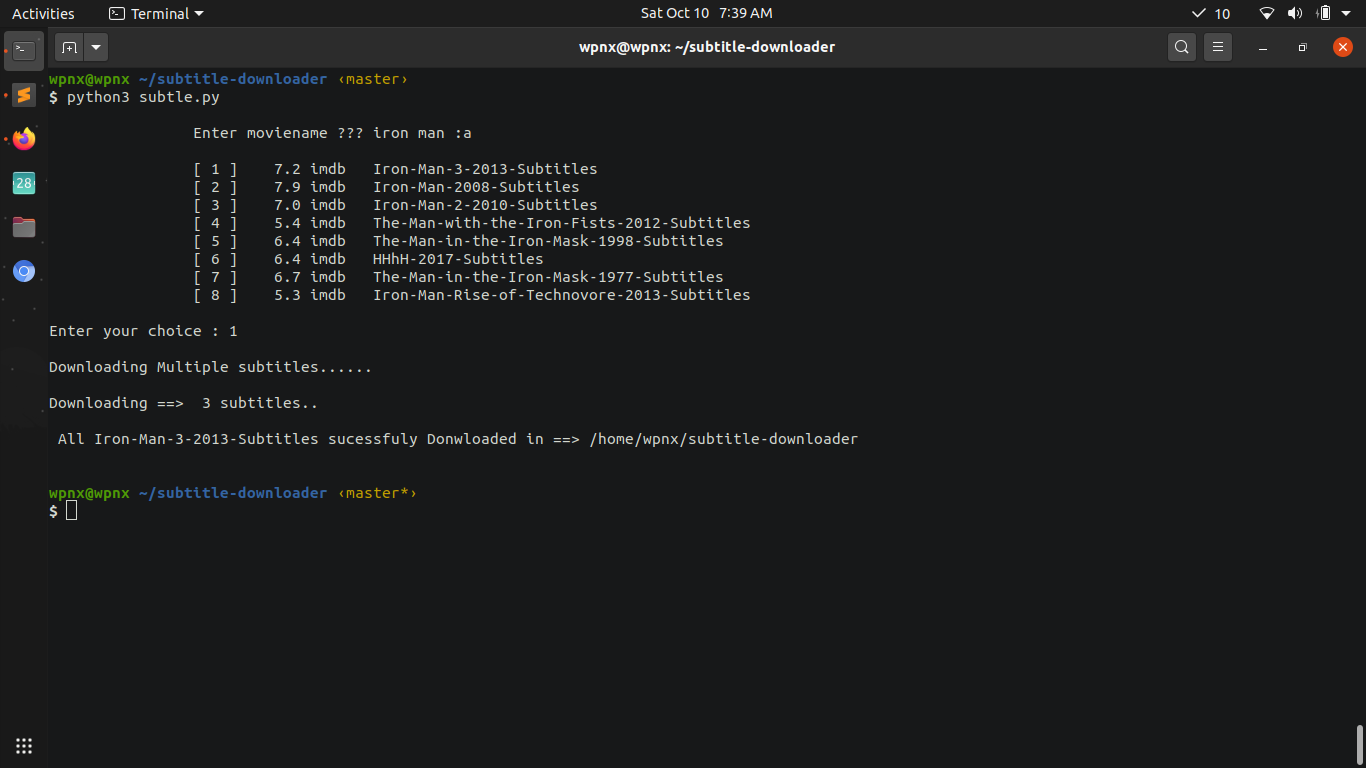 Activities Terminal Sat Oct 10 7:39 AM 10
wpnx@wpnx: ~/subtitle-downloader
wpnx@wpnx ~/subtitle-downloader ‹master›
$ python3 subtle.py
Enter moviename ??? iron man :a
[ 1 ] 7.2 imdb Iron-Man-3-2013-Subtitles
[ 2 ] 7.9 imdb Iron-Man-2008-Subtitles
[ 3 ] 7.0 imdb Iron-Man-2-2010-Subtitles
[ 4 ] 5.4 imdb The-Man-with-the-Iron-Fists-2012-Subtitles
[ 5 ] 6.4 imdb The-Man-in-the-Iron-Mask-1998-Subtitles
[ 6 ] 6.4 imdb HHhH-2017-Subtitles
[ 7 ] 6.7 imdb The-Man-in-the-Iron-Mask-1977-Subtitles
[ 8 ] 5.3 imdb Iron-Man-Rise-of-Technovore-2013-Subtitles
Enter your choice : 1
Downloading Multiple subtitles......
Downloading ==> 3 subtitles..
All Iron-Man-3-2013-Subtitles sucessfuly Donwloaded in ==> /home/wpnx/subtitle-downloader
wpnx@wpnx ~/subtitle-downloader ‹master*›
$
28